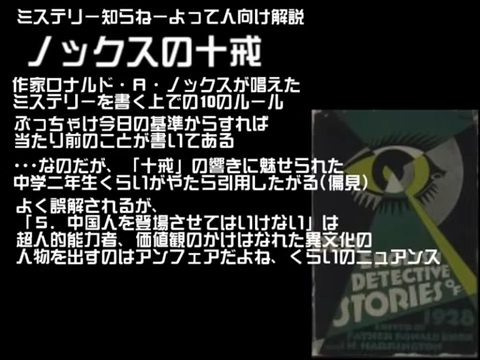 ミステリー知らねーよって人向け解説
ノックスの十戒
作家ロナルド・A・ノックスが唱えた
ミステリーを書く上での10のルール
ぶっちゃけ今日の基準からすれば
当たり前のことが書いてある
・・・なのだが、「十戒」の響きに魅せられた
中学二年生くらいがやたら引用したがる(偏見)
よく誤解されるが、
「5．中国人を登場させてはいけない」は
超人的能力者、価値観のかけはなれた異文化の
人物を出すのはアンフェアだよね、くらいのニュアンス
DETECTIVE
STORIES OF
1928
EDITED BY
FATHER RONALD KNOX
H HARRINGTON